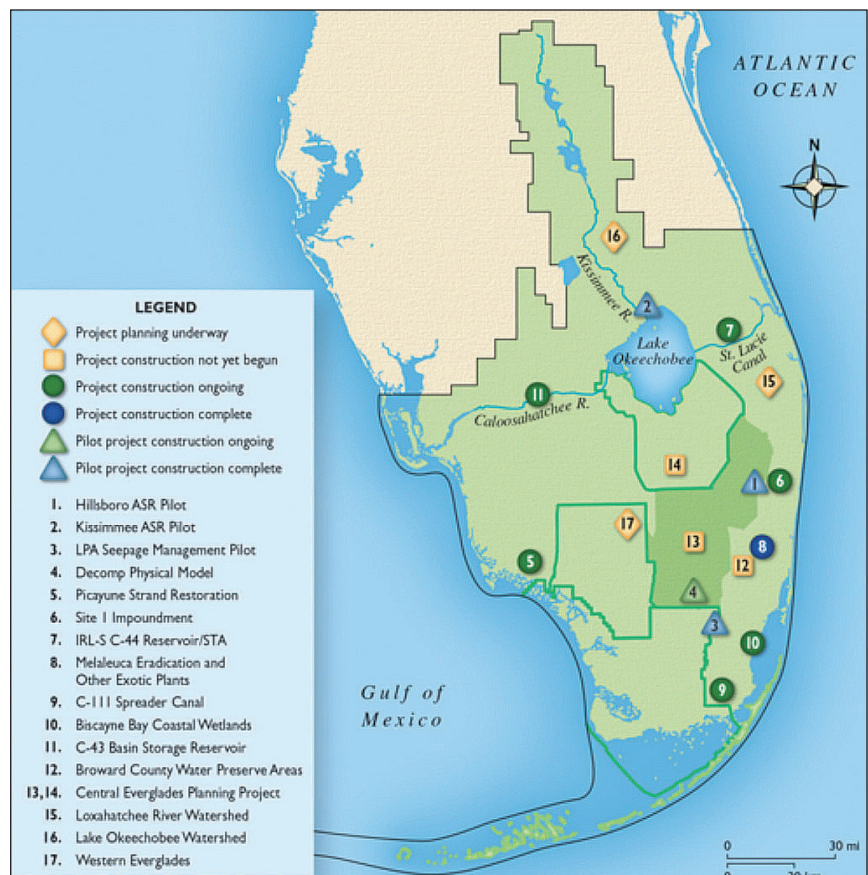 ATLANTIC
OCEAN
N
16
Kissimmee R.
2
Lake
Okeechobee
7
St. Lucie
Canal
15
11
Caloosahatchee R.
14
1
6
17
13
8
12
5
4
3
10
9
Gulf of
Mexico
LEGEND
Project planning underway
Project construction not yet begun
Project construction ongoing
Project construction complete
Pilot project construction ongoing
Pilot project construction complete
1. Hillsboro ASR Pilot
2. Kissimmee ASR Pilot
3. LPA Seepage Management Pilot
4. Decomp Physical Model
5. Picayune Strand Restoration
6. Site 1 Impoundment
7. IRL-S C-44 Reservoir/STA
8. Melaleuca Eradication and
Other Exotic Plants
9. C-111 Spreader Canal
10. Biscayne Bay Coastal Wetlands
11. C-43 Basin Storage Reservoir
12. Broward County Water Preserve Areas
13,14. Central Everglades Planning Project
15. Loxahatchee River Watershed
16. Lake Okeechobee Watershed
17. Western Everglades
0 30 mi